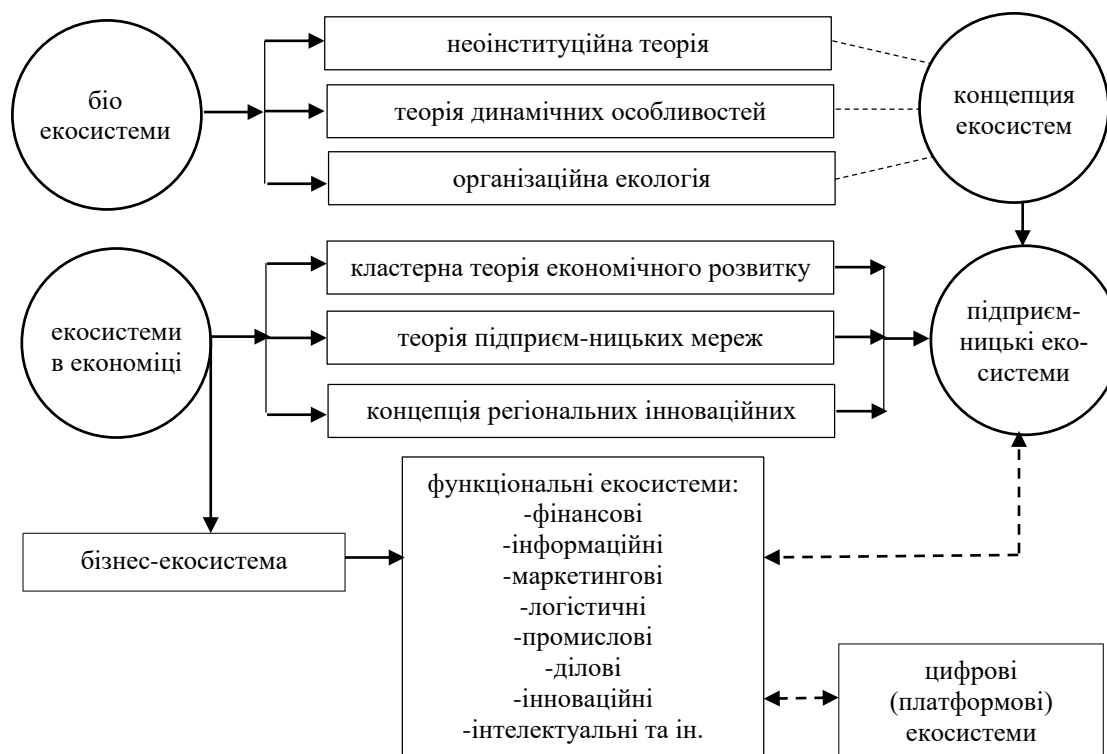 біо
екосистеми
неоінституційна теорія
теорія динамічних особливостей
організаційна екологія
концепция
екосистем
екосистеми
в економіці
кластерна теорія економічного розвитку
теорія підприєм-ницьких мереж
концепція регіональних інноваційних
підприєм-
ницькі еко-
системи
бізнес-екосистема
функціональні екосистеми:
-фінансові
-інформаційні
-маркетингові
-логістичні
-промислові
-ділові
-інноваційні
-інтелектуальні та ін.
цифрові
(платформові)
екосистеми